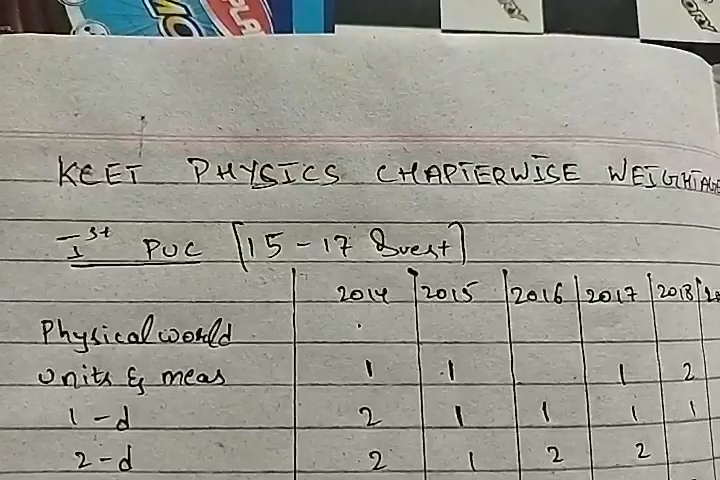 KCET PHYSICS CHAPTERWISE WEIGHTAGE
Ist PUC [15-17 Quest]
2014 2015 2016 2017 2018
Physical world
Units & meas 1 1 1 2
1-d 2 1 1 1 1
2-d 2 1 2 2